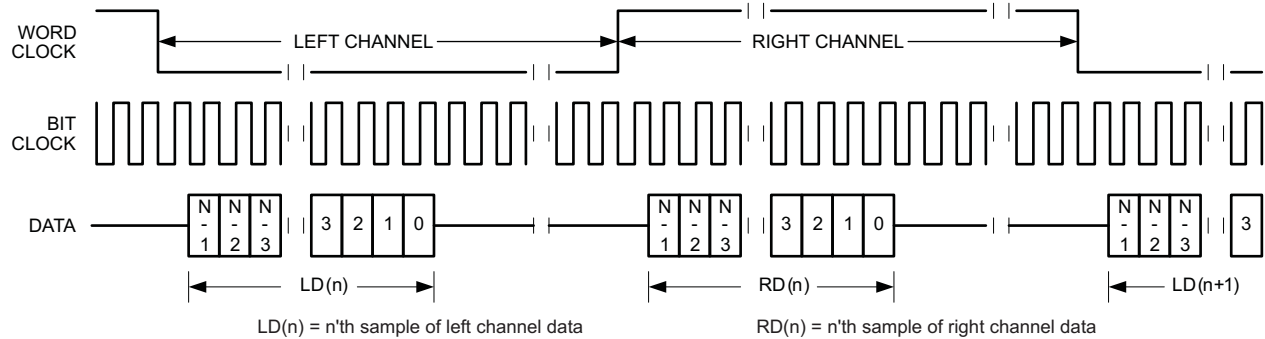 WORD
CLOCK
LEFT CHANNEL
RIGHT CHANNEL
BIT
CLOCK
DATA
N-1 N-2 N-3 3 2 1 0 N-1 N-2 N-3 3 2 1 0 N-1 N-2 N-3 3
LD(n) RD(n) LD(n+1)
LD(n) = n'th sample of left channel data
RD(n) = n'th sample of right channel data